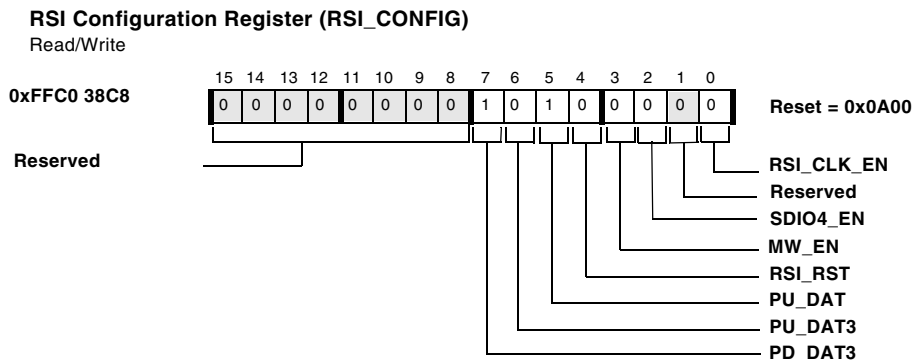 RSI Configuration Register (RSI_CONFIG)
Read/Write
15 14 13 12 11 10 9 8 7 6 5 4 3 2 1 0
0xFFC0 38C8
0 0 0 0 0 0 0 0 1 0 1 0 0 0 0 0
Reset = 0x0A00
Reserved
RSI_CLK_EN
Reserved
SDIO4_EN
MW_EN
RSI_RST
PU_DAT
PU_DAT3
PD_DAT3